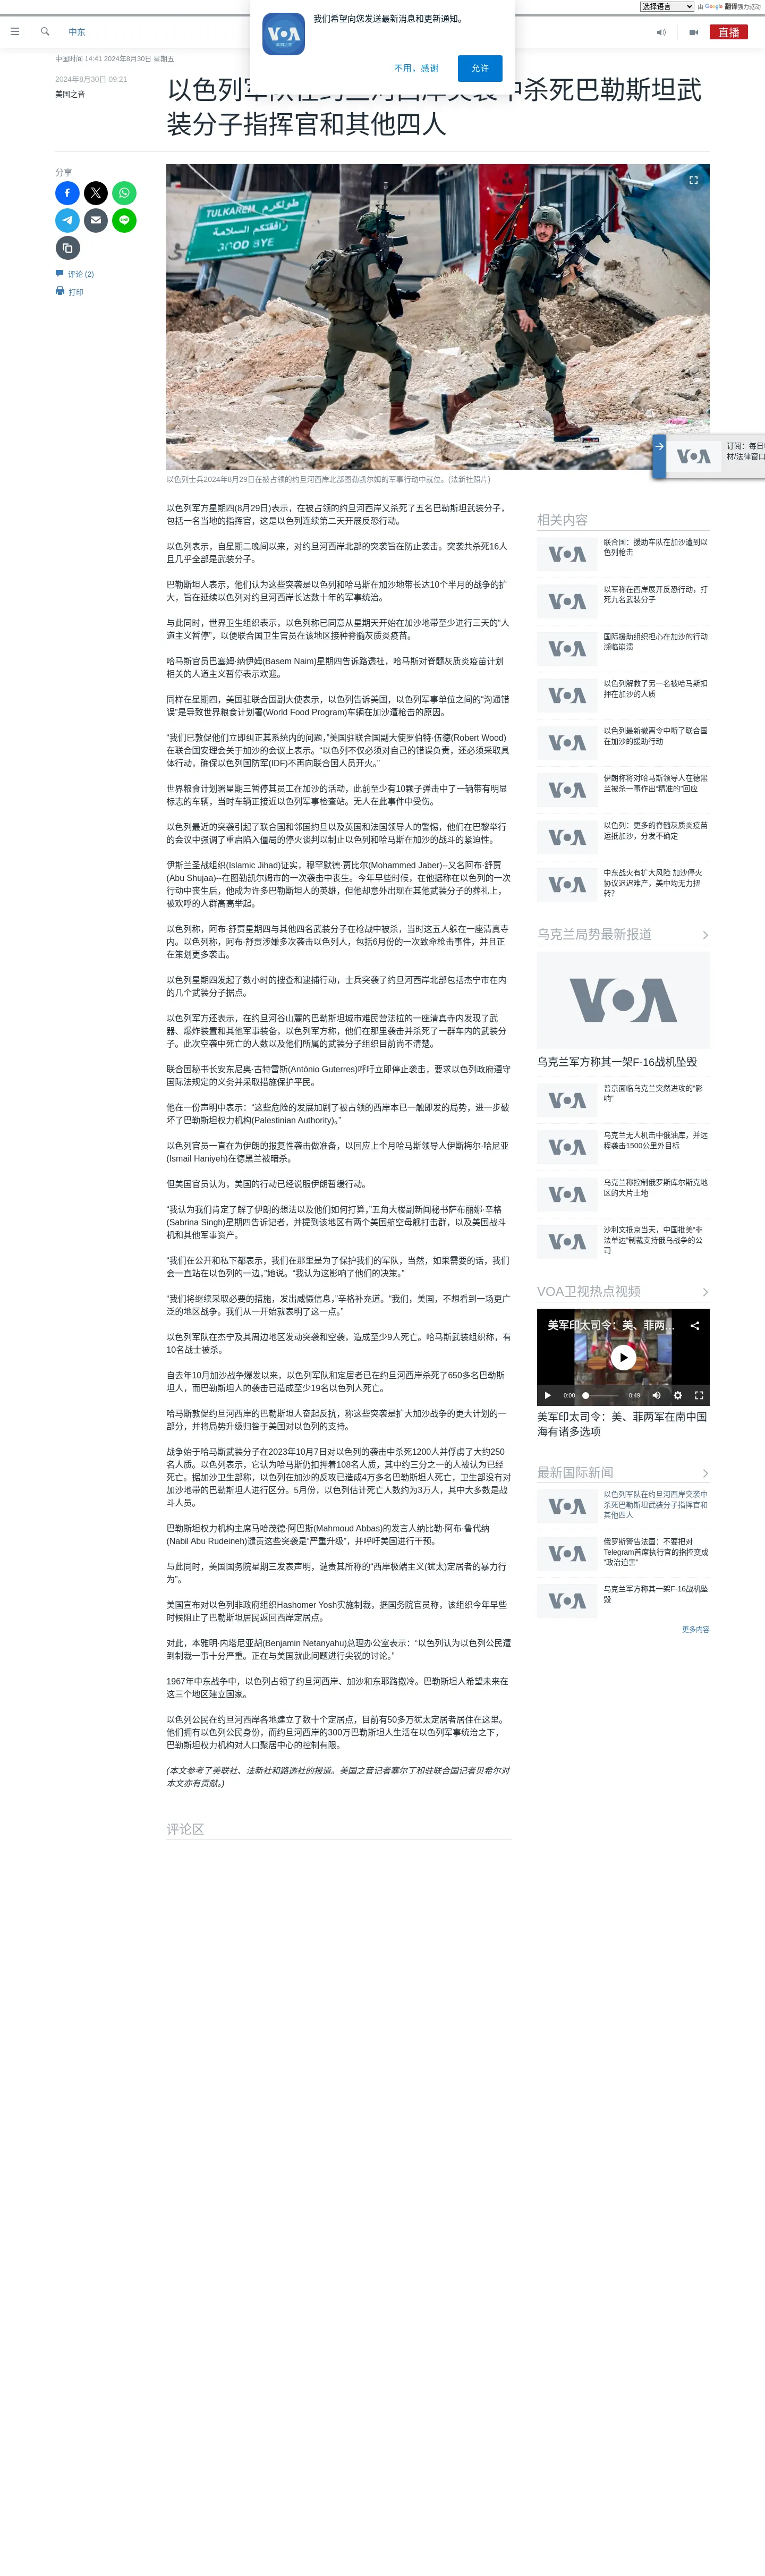 选择语言
由 Google 翻译强力驱动
我们希望向您发送最新消息和更新通知。
VOA
美国之音
不用，感谢
允许
中东
直播
中国时间 14:41 2024年8月30日 星期五
2024年8月30日 09:21
美国之音
杀死巴勒斯坦武
装分子指挥官和其他四人
分享
评论 (2)
打印
TULKAREM
طولكرم
رافقتكم السلامة
GOOD BYE
订阅：每日
材/法律窗口
VOA
以色列士兵2024年8月29日在被占领的约旦河西岸北部图勒凯尔姆的军事行动中就位。(法新社照片)
以色列军方星期四(8月29日)表示，在被占领的约旦河西岸又杀死了五名巴勒斯坦武装分子，
包括一名当地的指挥官，这是以色列连续第二天开展反恐行动。
以色列表示，自星期二晚间以来，对约旦河西岸北部的突袭旨在防止袭击。突袭共杀死16人
且几乎全部是武装分子。
巴勒斯坦人表示，他们认为这些突袭是以色列和哈马斯在加沙地带长达10个半月的战争的扩
大，旨在延续以色列对约旦河西岸长达数十年的军事统治。
与此同时，世界卫生组织表示，以色列称已同意从星期天开始在加沙地带至少进行三天的“人
道主义暂停”，以便联合国卫生官员在该地区接种脊髓灰质炎疫苗。
哈马斯官员巴塞姆·纳伊姆(Basem Naim)星期四告诉路透社，哈马斯对脊髓灰质炎疫苗计划
相关的人道主义暂停表示欢迎。
同样在星期四，美国驻联合国副大使表示，以色列告诉美国，以色列军事单位之间的“沟通错
误”是导致世界粮食计划署(World Food Program)车辆在加沙遭枪击的原因。
“我们已敦促他们立即纠正其系统内的问题，”美国驻联合国副大使罗伯特·伍德(Robert Wood)
在联合国安理会关于加沙的会议上表示。“以色列不仅必须对自己的错误负责，还必须采取具
体行动，确保以色列国防军(IDF)不再向联合国人员开火。”
世界粮食计划署星期三暂停其员工在加沙的活动，此前至少有10颗子弹击中了一辆带有明显
标志的车辆，当时车辆正接近以色列军事检查站。无人在此事件中受伤。
以色列最近的突袭引起了联合国和邻国约旦以及英国和法国领导人的警惕，他们在巴黎举行
的会议中强调了重启陷入僵局的停火谈判以制止以色列和哈马斯在加沙的战斗的紧迫性。
伊斯兰圣战组织(Islamic Jihad)证实，穆罕默德·贾比尔(Mohammed Jaber)--又名阿布·舒贾
(Abu Shujaa)--在图勒凯尔姆市的一次袭击中丧生。今年早些时候，在他据称在以色列的一次
行动中丧生后，他成为许多巴勒斯坦人的英雄，但他却意外出现在其他武装分子的葬礼上，
被欢呼的人群高高举起。
以色列称，阿布·舒贾星期四与其他四名武装分子在枪战中被杀，当时这五人躲在一座清真寺
内。以色列称，阿布·舒贾涉嫌多次袭击以色列人，包括6月份的一次致命枪击事件，并且正
在策划更多袭击。
以色列星期四发起了数小时的搜查和逮捕行动，士兵突袭了约旦河西岸北部包括杰宁市在内
的几个武装分子据点。
以色列军方还表示，在约旦河谷山麓的巴勒斯坦城市难民营法拉的一座清真寺内发现了武
器、爆炸装置和其他军事装备，以色列军方称，他们在那里袭击并杀死了一群车内的武装分
子。此次空袭中死亡的人数以及他们所属的武装分子组织目前尚不清楚。
联合国秘书长安东尼奥·古特雷斯(António Guterres)呼吁立即停止袭击，要求以色列政府遵守
国际法规定的义务并采取措施保护平民。
他在一份声明中表示：“这些危险的发展加剧了被占领的西岸本已一触即发的局势，进一步破
坏了巴勒斯坦权力机构(Palestinian Authority)。”
以色列官员一直在为伊朗的报复性袭击做准备，以回应上个月哈马斯领导人伊斯梅尔·哈尼亚
(Ismail Haniyeh)在德黑兰被暗杀。
但美国官员认为，美国的行动已经说服伊朗暂缓行动。
“我认为我们肯定了解了伊朗的想法以及他们如何打算，”五角大楼副新闻秘书萨布丽娜·辛格
(Sabrina Singh)星期四告诉记者，并提到该地区有两个美国航空母舰打击群，以及美国战斗
机和其他军事资产。
“我们在公开和私下都表示，我们在那里是为了保护我们的军队，当然，如果需要的话，我们
会一直站在以色列的一边，”她说。“我认为这影响了他们的决策。”
“我们将继续采取必要的措施，发出威慑信息，”辛格补充道。“我们，美国，不想看到一场更广
泛的地区战争。我们从一开始就表明了这一点。”
以色列军队在杰宁及其周边地区发动突袭和空袭，造成至少9人死亡。哈马斯武装组织称，有
10名战士被杀。
自去年10月加沙战争爆发以来，以色列军队和定居者已在约旦河西岸杀死了650多名巴勒斯
坦人，而巴勒斯坦人的袭击已造成至少19名以色列人死亡。
哈马斯敦促约旦河西岸的巴勒斯坦人奋起反抗，称这些突袭是扩大加沙战争的更大计划的一
部分，并将局势升级归咎于美国对以色列的支持。
战争始于哈马斯武装分子在2023年10月7日对以色列的袭击中杀死1200人并俘虏了大约250
名人质。以色列表示，它认为哈马斯仍扣押着108名人质，其中约三分之一的人被认为已经
死亡。据加沙卫生部称，以色列在加沙的反攻已造成4万多名巴勒斯坦人死亡，卫生部没有对
加沙地带的巴勒斯坦人进行区分。5月份，以色列估计死亡人数约为3万人，其中大多数是战
斗人员。
巴勒斯坦权力机构主席马哈茂德·阿巴斯(Mahmoud Abbas)的发言人纳比勒·阿布·鲁代纳
(Nabil Abu Rudeineh)谴责这些突袭是“严重升级”，并呼吁美国进行干预。
与此同时，美国国务院星期三发表声明，谴责其所称的“西岸极端主义(犹太)定居者的暴力行
为”。
美国宣布对以色列非政府组织Hashomer Yosh实施制裁，据国务院官员称，该组织今年早些
时候阻止了巴勒斯坦居民返回西岸定居点。
对此，本雅明·内塔尼亚胡(Benjamin Netanyahu)总理办公室表示：“以色列认为以色列公民遭
到制裁一事十分严重。正在与美国就此问题进行尖锐的讨论。”
1967年中东战争中，以色列占领了约旦河西岸、加沙和东耶路撒冷。巴勒斯坦人希望未来在
这三个地区建立国家。
以色列公民在约旦河西岸各地建立了数十个定居点，目前有50多万犹太定居者居住在这里。
他们拥有以色列公民身份，而约旦河西岸的300万巴勒斯坦人生活在以色列军事统治之下，
巴勒斯坦权力机构对人口聚居中心的控制有限。
(本文参考了美联社、法新社和路透社的报道。美国之音记者塞尔丁和驻联合国记者贝希尔对
本文亦有贡献。)
评论区
相关内容
联合国：援助车队在加沙遭到以
色列枪击
以军称在西岸展开反恐行动，打
死九名武装分子
国际援助组织担心在加沙的行动
濒临崩溃
以色列解救了另一名被哈马斯扣
押在加沙的人质
以色列最新撤离令中断了联合国
在加沙的援助行动
伊朗称将对哈马斯领导人在德黑
兰被杀一事作出“精准的”回应
以色列：更多的脊髓灰质炎疫苗
运抵加沙，分发不确定
中东战火有扩大风险 加沙停火
协议迟迟难产，美中均无力扭
转？
乌克兰局势最新报道
VOA
乌克兰军方称其一架F-16战机坠毁
普京面临乌克兰突然进攻的“影
响”
乌克兰无人机击中俄油库，并远
程袭击1500公里外目标
乌克兰称控制俄罗斯库尔斯克地
区的大片土地
沙利文抵京当天，中国批美“非
法单边”制裁支持俄乌战争的公
司
VOA卫视热点视频
美军印太司令：美、菲两...
0:00
0:49
美军印太司令：美、菲两军在南中国
海有诸多选项
最新国际新闻
以色列军队在约旦河西岸突袭中
杀死巴勒斯坦武装分子指挥官和
其他四人
俄罗斯警告法国：不要把对
Telegram首席执行官的指控变成
“政治迫害”
乌克兰军方称其一架F-16战机坠
毁
更多内容